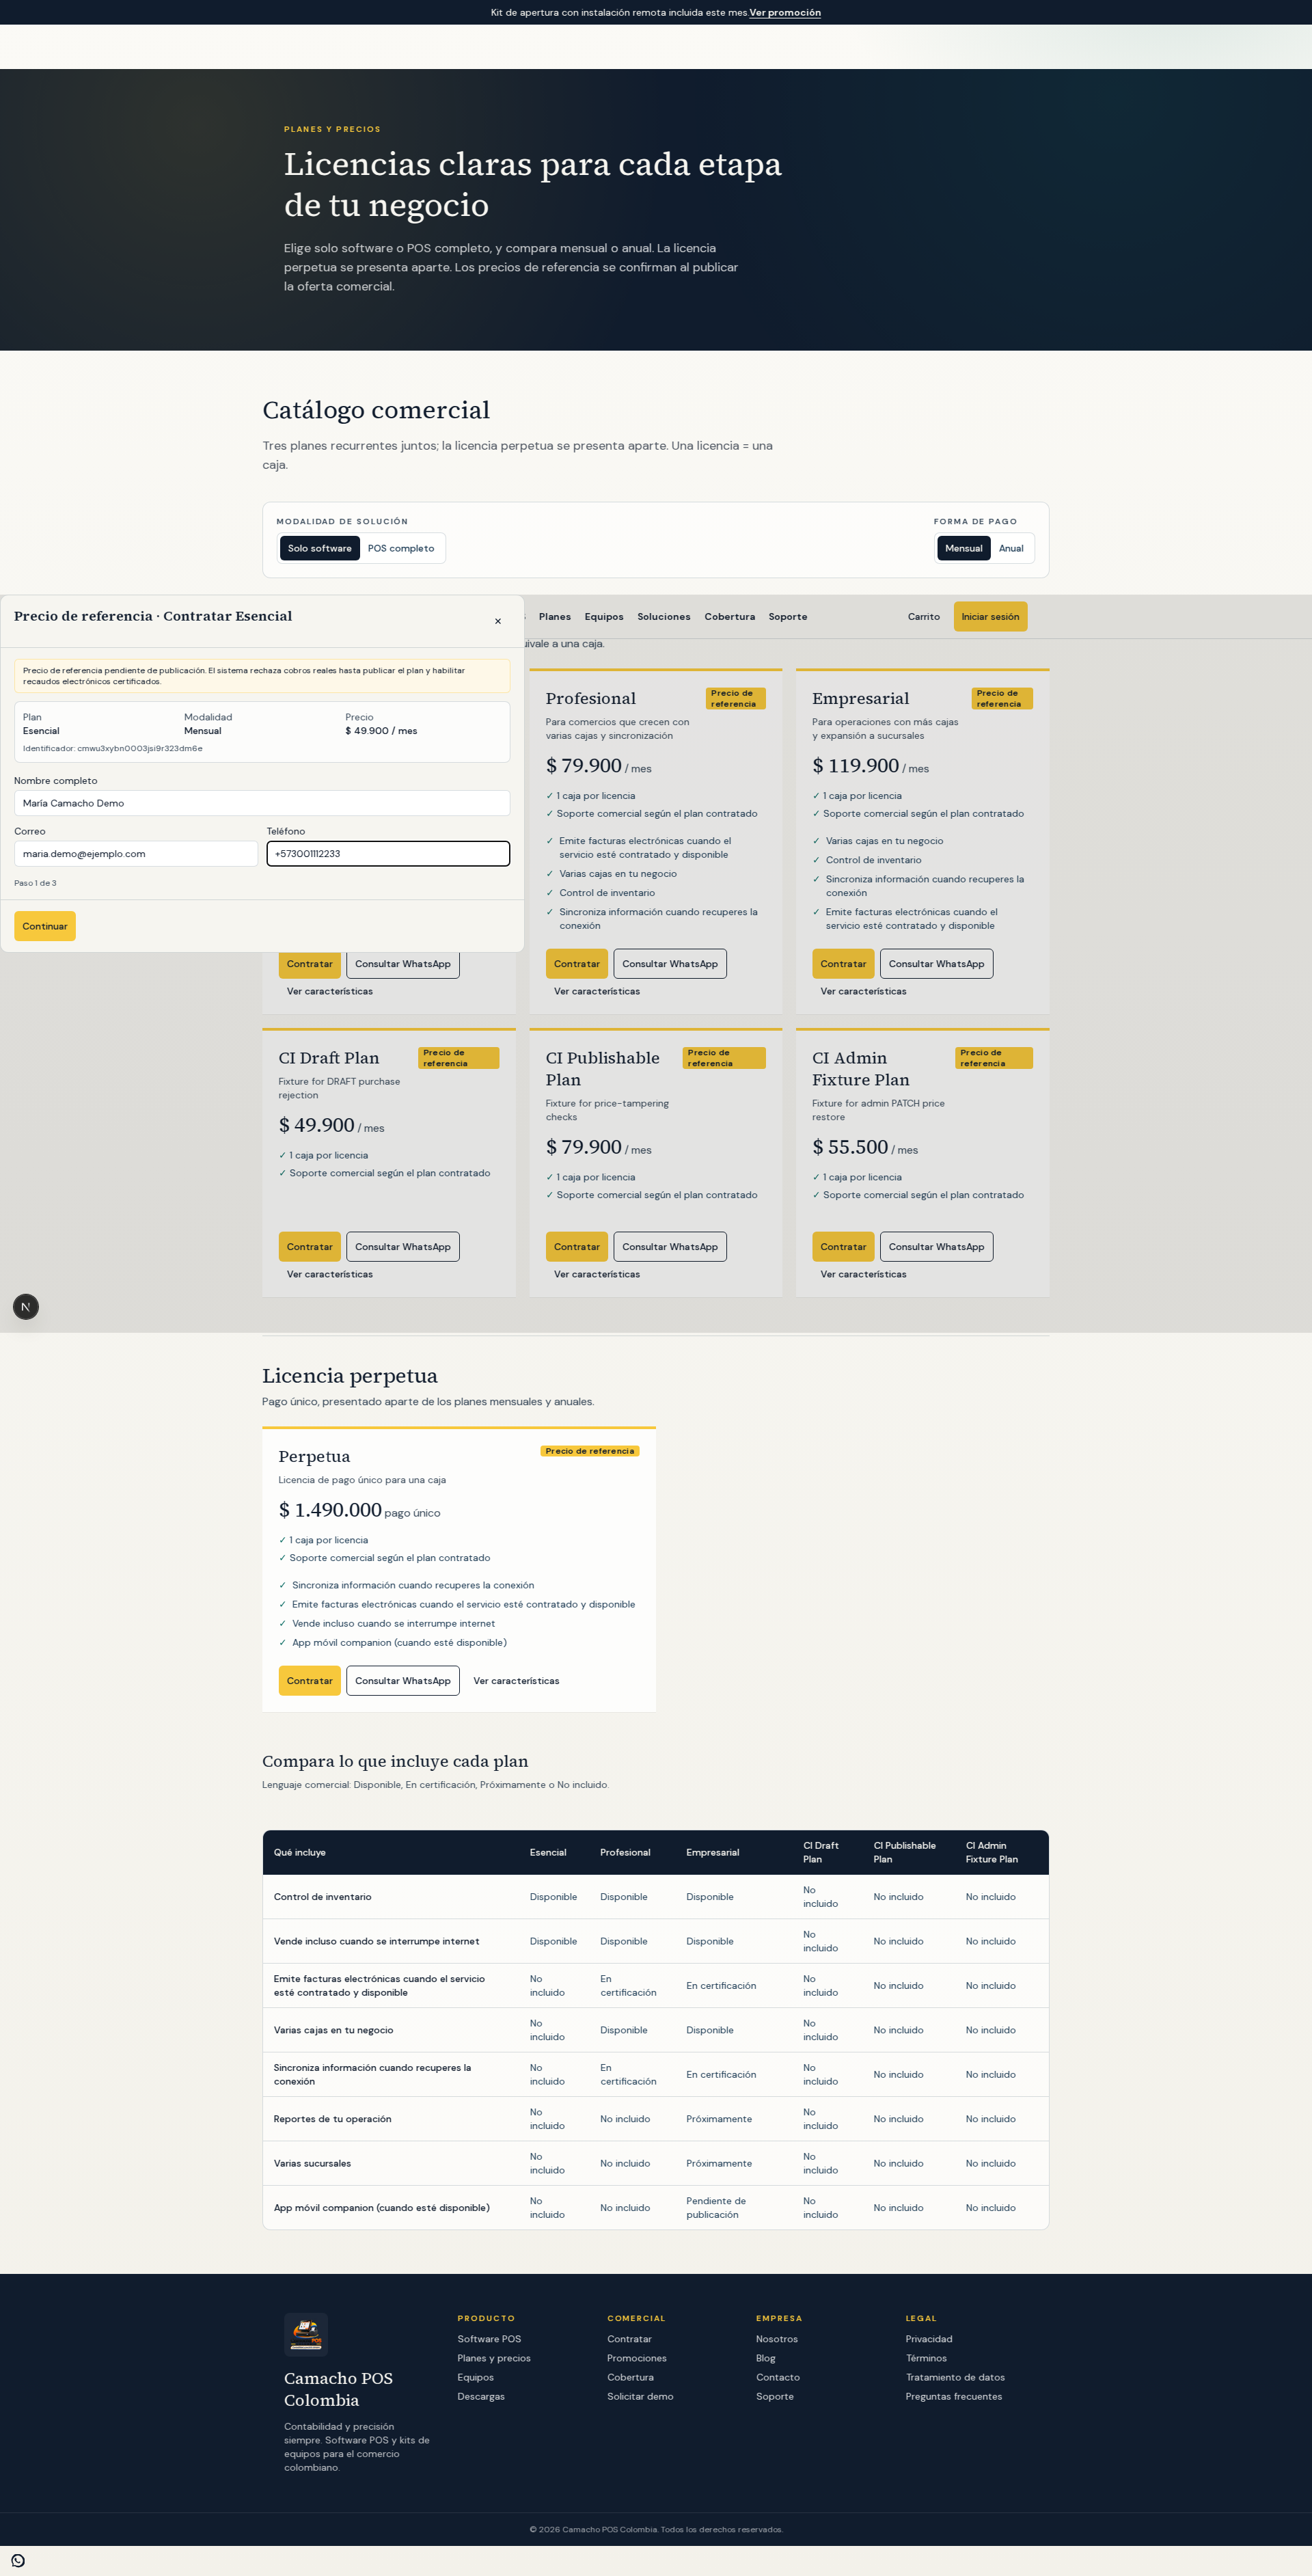 Kit de apertura con instalación remota incluida este mes.Ver promoción
PLANES Y PRECIOS
Licencias claras para cada etapa
de tu negocio
Elige solo software o POS completo, y compara mensual o anual. La licencia
perpetua se presenta aparte. Los precios de referencia se confirman al publicar
la oferta comercial.
Catálogo comercial
Tres planes recurrentes juntos; la licencia perpetua se presenta aparte. Una licencia = una
caja.
MODALIDAD DE SOLUCIÓN
Solo software POS completo
FORMA DE PAGO
Mensual Anual
Planes Equipos Soluciones Cobertura Soporte Carrito Iniciar sesión
a una caja.
Precio de referencia · Contratar Esencial ×
Precio de referencia pendiente de publicación. El sistema rechaza cobros reales hasta publicar el plan y habilitar
recaudos electrónicos certificados.
Plan Modalidad Precio
Esencial Mensual $ 49.900 / mes
Identificador: cmwu3xybn0003jsi9r323dm6e
Nombre completo
María Camacho Demo
Correo Teléfono
maria.demo@ejemplo.com +573001112233
Paso 1 de 3
Continuar
Contratar Consultar WhatsApp
Ver características
Profesional
Precio de
referencia
Para comercios que crecen con
varias cajas y sincronización
$ 79.900 / mes
✓ 1 caja por licencia
✓ Soporte comercial según el plan contratado
✓ Emite facturas electrónicas cuando el
servicio esté contratado y disponible
✓ Varias cajas en tu negocio
✓ Control de inventario
✓ Sincroniza información cuando recuperes la
conexión
Contratar Consultar WhatsApp
Ver características
Empresarial
Precio de
referencia
Para operaciones con más cajas
y expansión a sucursales
$ 119.900 / mes
✓ 1 caja por licencia
✓ Soporte comercial según el plan contratado
✓ Varias cajas en tu negocio
✓ Control de inventario
✓ Sincroniza información cuando recuperes la
conexión
✓ Emite facturas electrónicas cuando el
servicio esté contratado y disponible
Contratar Consultar WhatsApp
Ver características
CI Draft Plan
Precio de
referencia
Fixture for DRAFT purchase
rejection
$ 49.900 / mes
✓ 1 caja por licencia
✓ Soporte comercial según el plan contratado
Contratar Consultar WhatsApp
Ver características
CI Publishable
Plan
Precio de
referencia
Fixture for price-tampering
checks
$ 79.900 / mes
✓ 1 caja por licencia
✓ Soporte comercial según el plan contratado
Contratar Consultar WhatsApp
Ver características
CI Admin
Fixture Plan
Precio de
referencia
Fixture for admin PATCH price
restore
$ 55.500 / mes
✓ 1 caja por licencia
✓ Soporte comercial según el plan contratado
Contratar Consultar WhatsApp
Ver características
N
Licencia perpetua
Pago único, presentado aparte de los planes mensuales y anuales.
Perpetua
Precio de referencia
Licencia de pago único para una caja
$ 1.490.000 pago único
✓ 1 caja por licencia
✓ Soporte comercial según el plan contratado
✓ Sincroniza información cuando recuperes la conexión
✓ Emite facturas electrónicas cuando el servicio esté contratado y disponible
✓ Vende incluso cuando se interrumpe internet
✓ App móvil companion (cuando esté disponible)
Contratar Consultar WhatsApp Ver características
Compara lo que incluye cada plan
Lenguaje comercial: Disponible, En certificación, Próximamente o No incluido.
Qué incluye Esencial Profesional Empresarial CI Draft Plan CI Publishable Plan CI Admin Fixture Plan
Control de inventario Disponible Disponible Disponible No incluido No incluido No incluido
Vende incluso cuando se interrumpe internet Disponible Disponible Disponible No incluido No incluido No incluido
Emite facturas electrónicas cuando el servicio esté contratado y disponible No incluido En certificación En certificación No incluido No incluido No incluido
Varias cajas en tu negocio No incluido Disponible Disponible No incluido No incluido No incluido
Sincroniza información cuando recuperes la conexión No incluido En certificación En certificación No incluido No incluido No incluido
Reportes de tu operación No incluido No incluido Próximamente No incluido No incluido No incluido
Varias sucursales No incluido No incluido Próximamente No incluido No incluido No incluido
App móvil companion (cuando esté disponible) No incluido No incluido Pendiente de publicación No incluido No incluido No incluido
Camacho POS
Colombia
Contabilidad y precisión
siempre. Software POS y kits de
equipos para el comercio
colombiano.
PRODUCTO
Software POS
Planes y precios
Equipos
Descargas
COMERCIAL
Contratar
Promociones
Cobertura
Solicitar demo
EMPRESA
Nosotros
Blog
Contacto
Soporte
LEGAL
Privacidad
Términos
Tratamiento de datos
Preguntas frecuentes
© 2026 Camacho POS Colombia. Todos los derechos reservados.